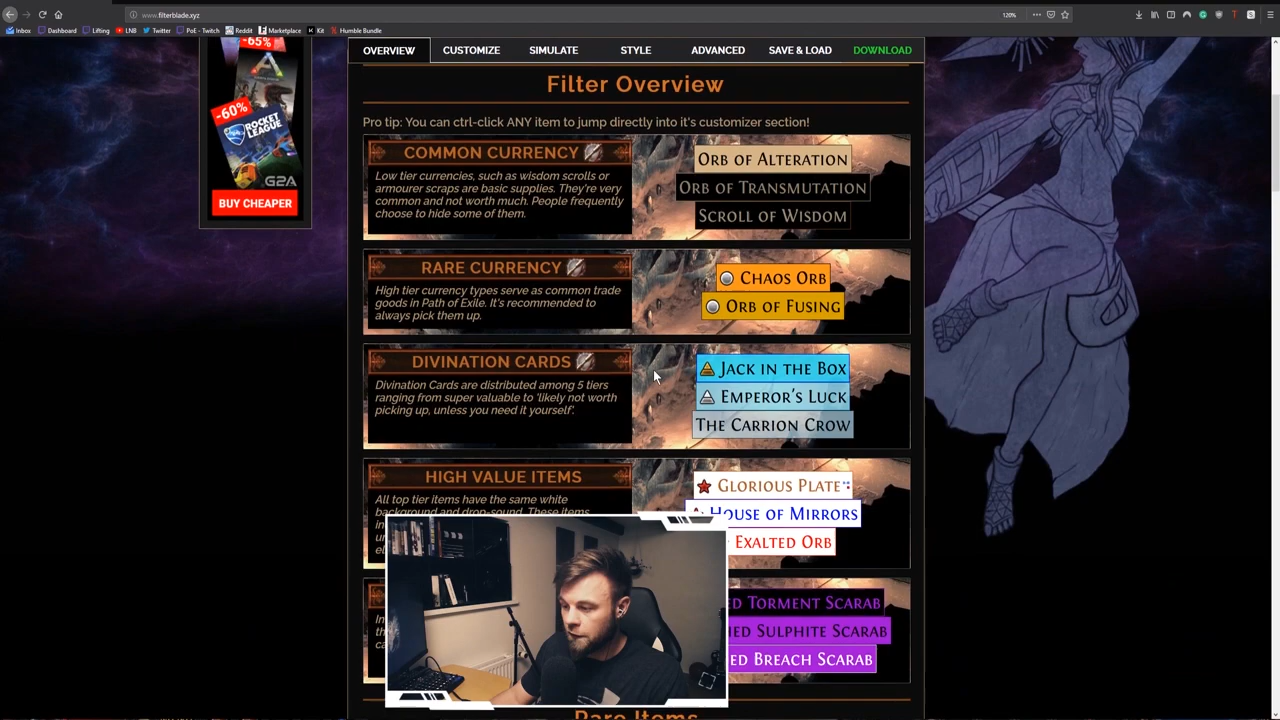 www.filterblade.xyz
120%
Inbox
Dashboard
Lifting
LNB
Twitter
PoE - Twitch
Reddit
Marketplace
Kit
Humble Bundle
OVERVIEW
CUSTOMIZE
SIMULATE
STYLE
ADVANCED
SAVE & LOAD
DOWNLOAD
-65%
-60%
ROCKET
LEAGUE
G2A
BUY CHEAPER
Filter Overview
Pro tip: You can ctrl-click ANY item to jump directly into it's customizer section!
COMMON CURRENCY
Low tier currencies, such as wisdom scrolls or
armourer scraps are basic supplies. They're very
common and not worth much. People frequently
choose to hide some of them.
ORB OF ALTERATION
ORB OF TRANSMUTATION
SCROLL OF WISDOM
RARE CURRENCY
High tier currency types serve as common trade
goods in Path of Exile. It's recommended to
always pick them up.
CHAOS ORB
ORB OF FUSING
DIVINATION CARDS
Divination Cards are distributed among 5 tiers
ranging from super valuable to 'likely not worth
picking up, unless you need it yourself'.
JACK IN THE BOX
EMPEROR'S LUCK
THE CARRION CROW
HIGH VALUE ITEMS
All top tier items have the same white
background and drop-sound. These items
GLORIOUS PLATE
HOUSE OF MIRRORS
EXALTED ORB
TORMENT SCARAB
SULPHITE SCARAB
BREACH SCARAB
Rare Items